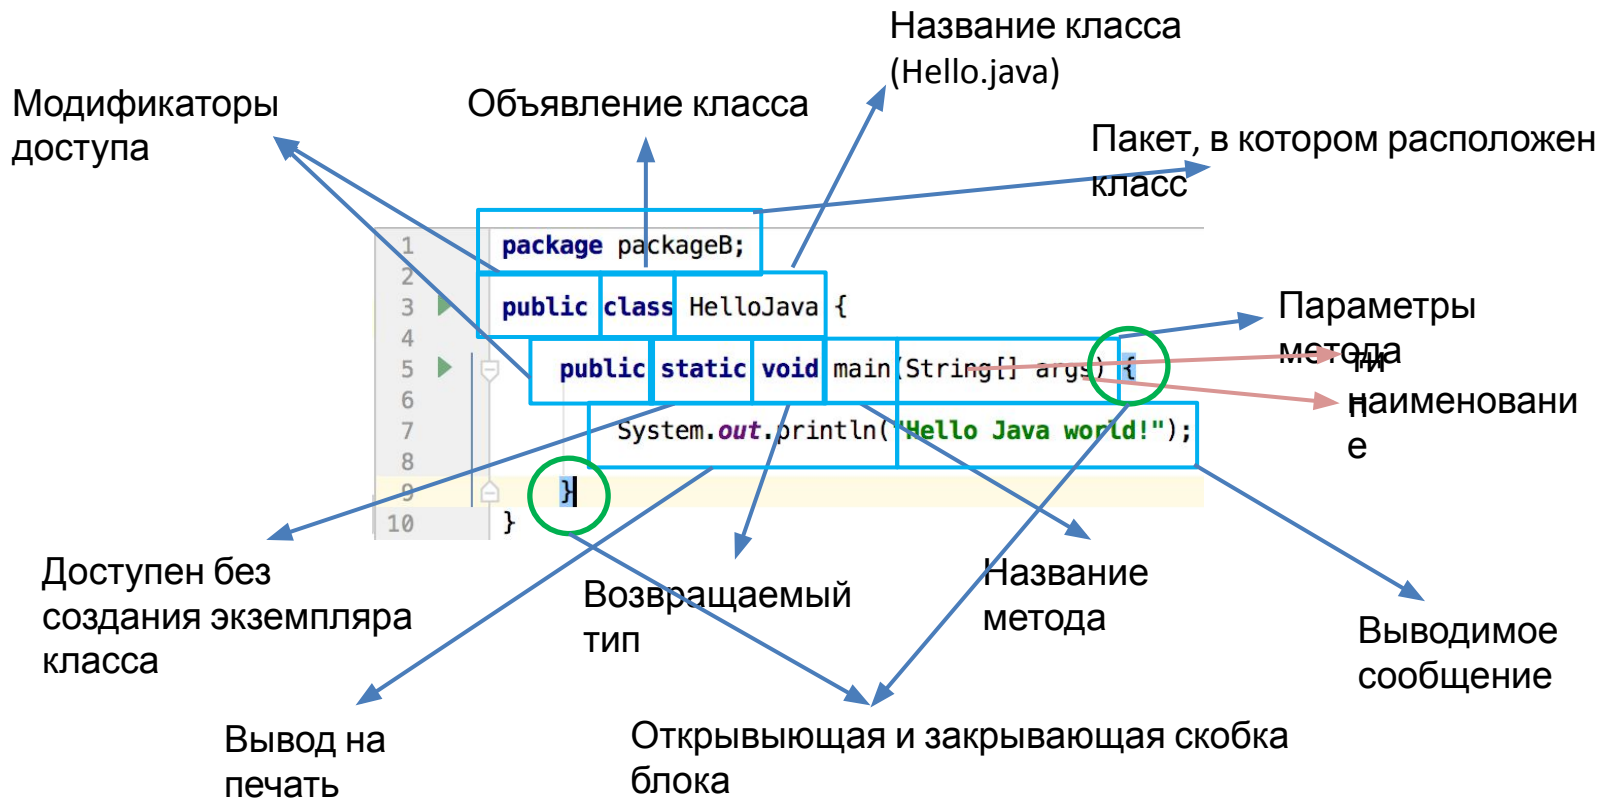 Название класса
(Hello.java)
Модификаторы
доступа
Объявление класса
Пакет, в котором расположен
класс
1 package packageB;
2
3 public class HelloJava {
4
5 public static void main(String[] args) {
6
7 System.out.println("Hello Java world!");
8
9 }
10 }
Параметры
метода
ти
п
наименовани
е
Доступен без
создания экземпляра
класса
Возвращаемый
тип
Название
метода
Выводимое
сообщение
Вывод на
печать
Открывыющая и закрывающая скобка
блока